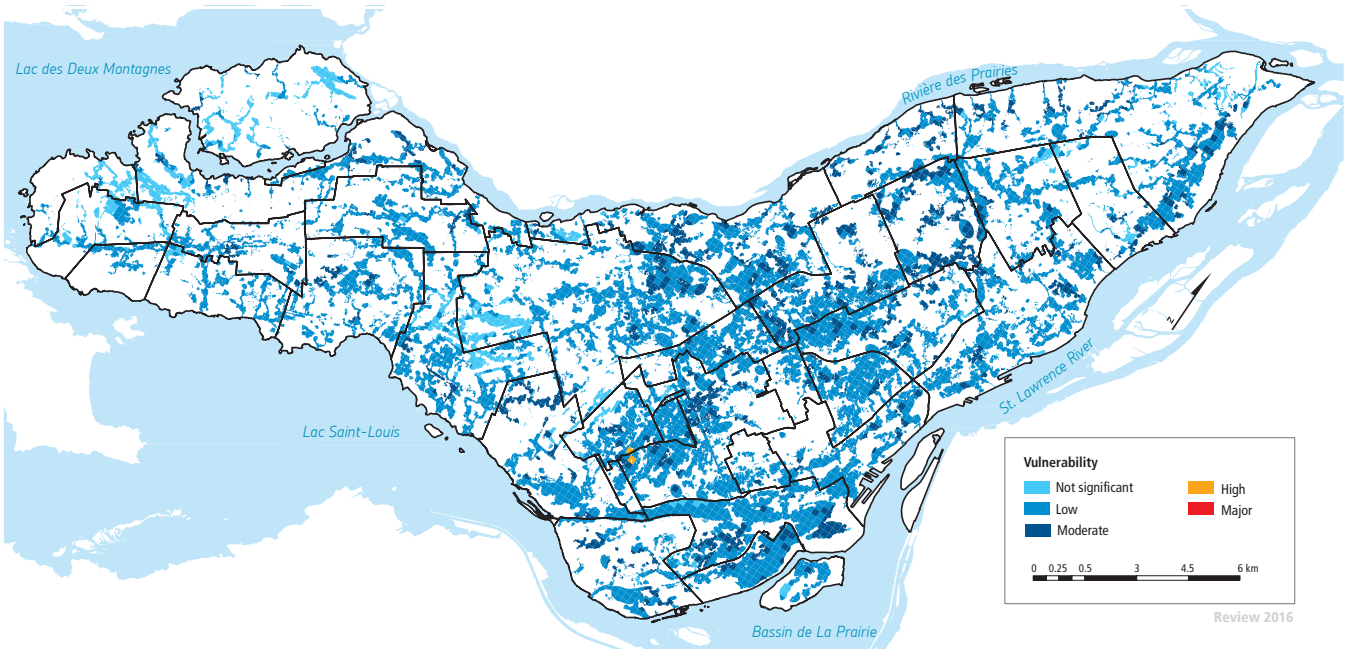 Lac des Deux Montagnes
Rivière des Prairies
N
St. Lawrence River
Lac Saint-Louis
Bassin de La Prairie
Vulnerability
Not significant
Low
Moderate
High
Major
0 0.25 0.5 3 4.5 6 km
Review 2016